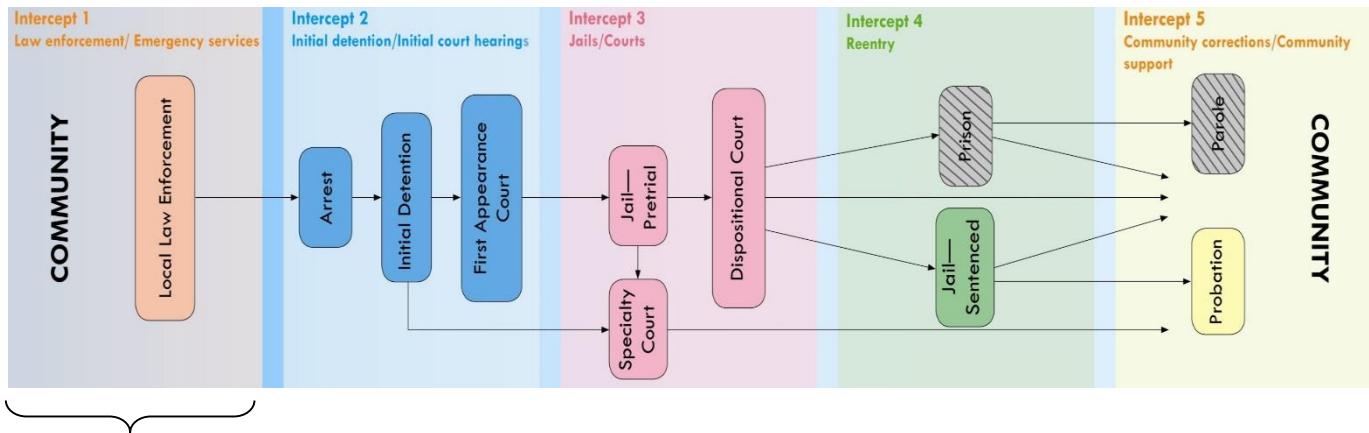 Intercept 1
Law enforcement/ Emergency services
COMMUNITY
Local Law Enforcement
Intercept 2
Initial detention/Initial court hearings
Arrest
Initial Detention
First Appearance
Court
Intercept 3
Jails/Courts
Jail—
Pretrial
Specialty
Court
Dispositional Court
Intercept 4
Reentry
Prison
Jail—
Sentenced
Intercept 5
Community corrections/Community
support
Parole
Probation
COMMUNITY